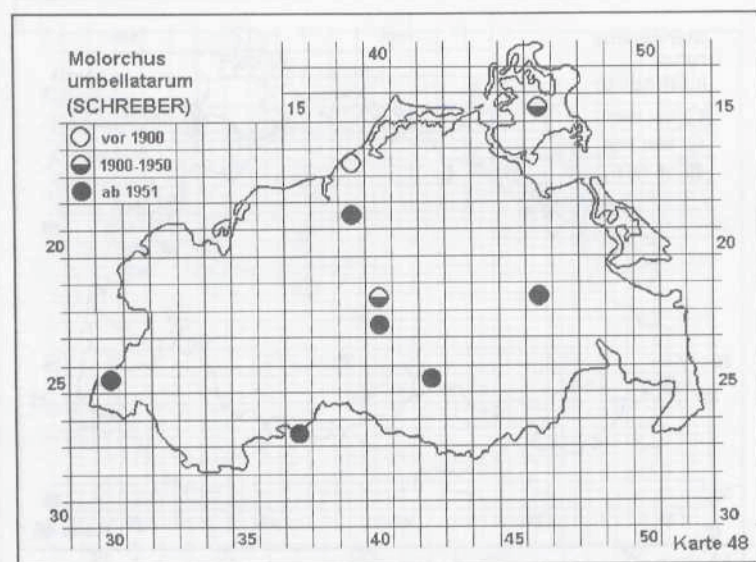 40 50
Molorchus
umbellatarum
(SCHREBER)
15 15
vor 1900
1900-1950
ab 1951
20 20
25 25
30 30
30 35 40 45 50
Karte 48